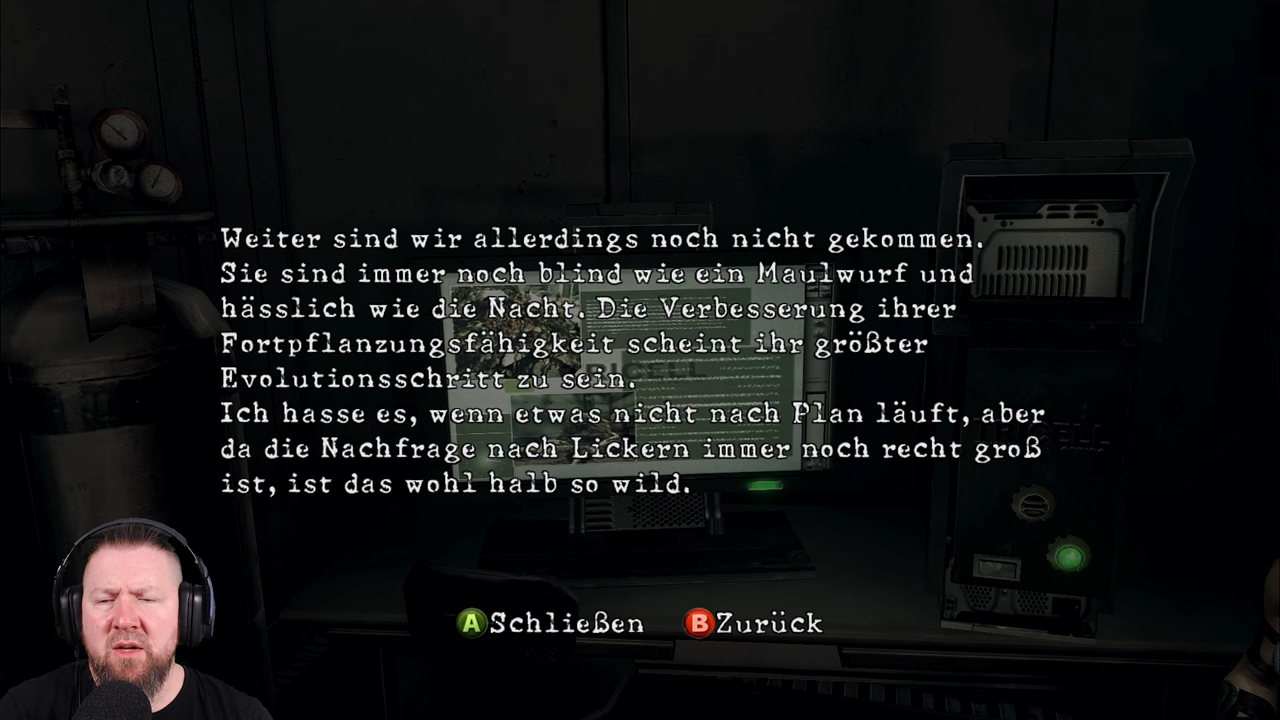 Weiter sind wir allerdings noch nicht gekommen.
Sie sind immer noch blind wie ein Maulwurf und
hässlich wie die Nacht. Die Verbesserung ihrer
Fortpflanzungsfähigkeit scheint ihr größter
Evolutionsschritt zu sein.
Ich hasse es, wenn etwas nicht nach Plan läuft, aber
da die Nachfrage nach Lickern immer noch recht groß
ist, ist das wohl halb so wild.
A Schließen B Zurück